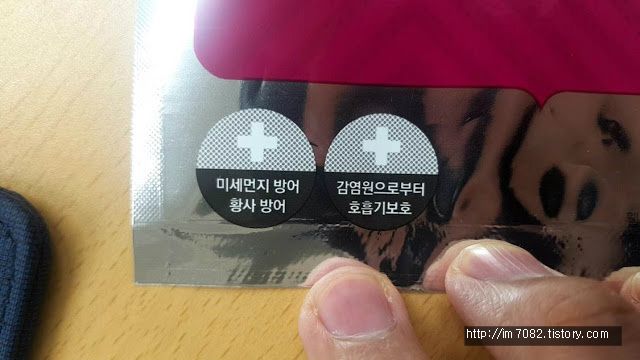 미세먼지 방어
황사 방어
감염원으로부터
호흡기보호
http://im7082.tistory.com/